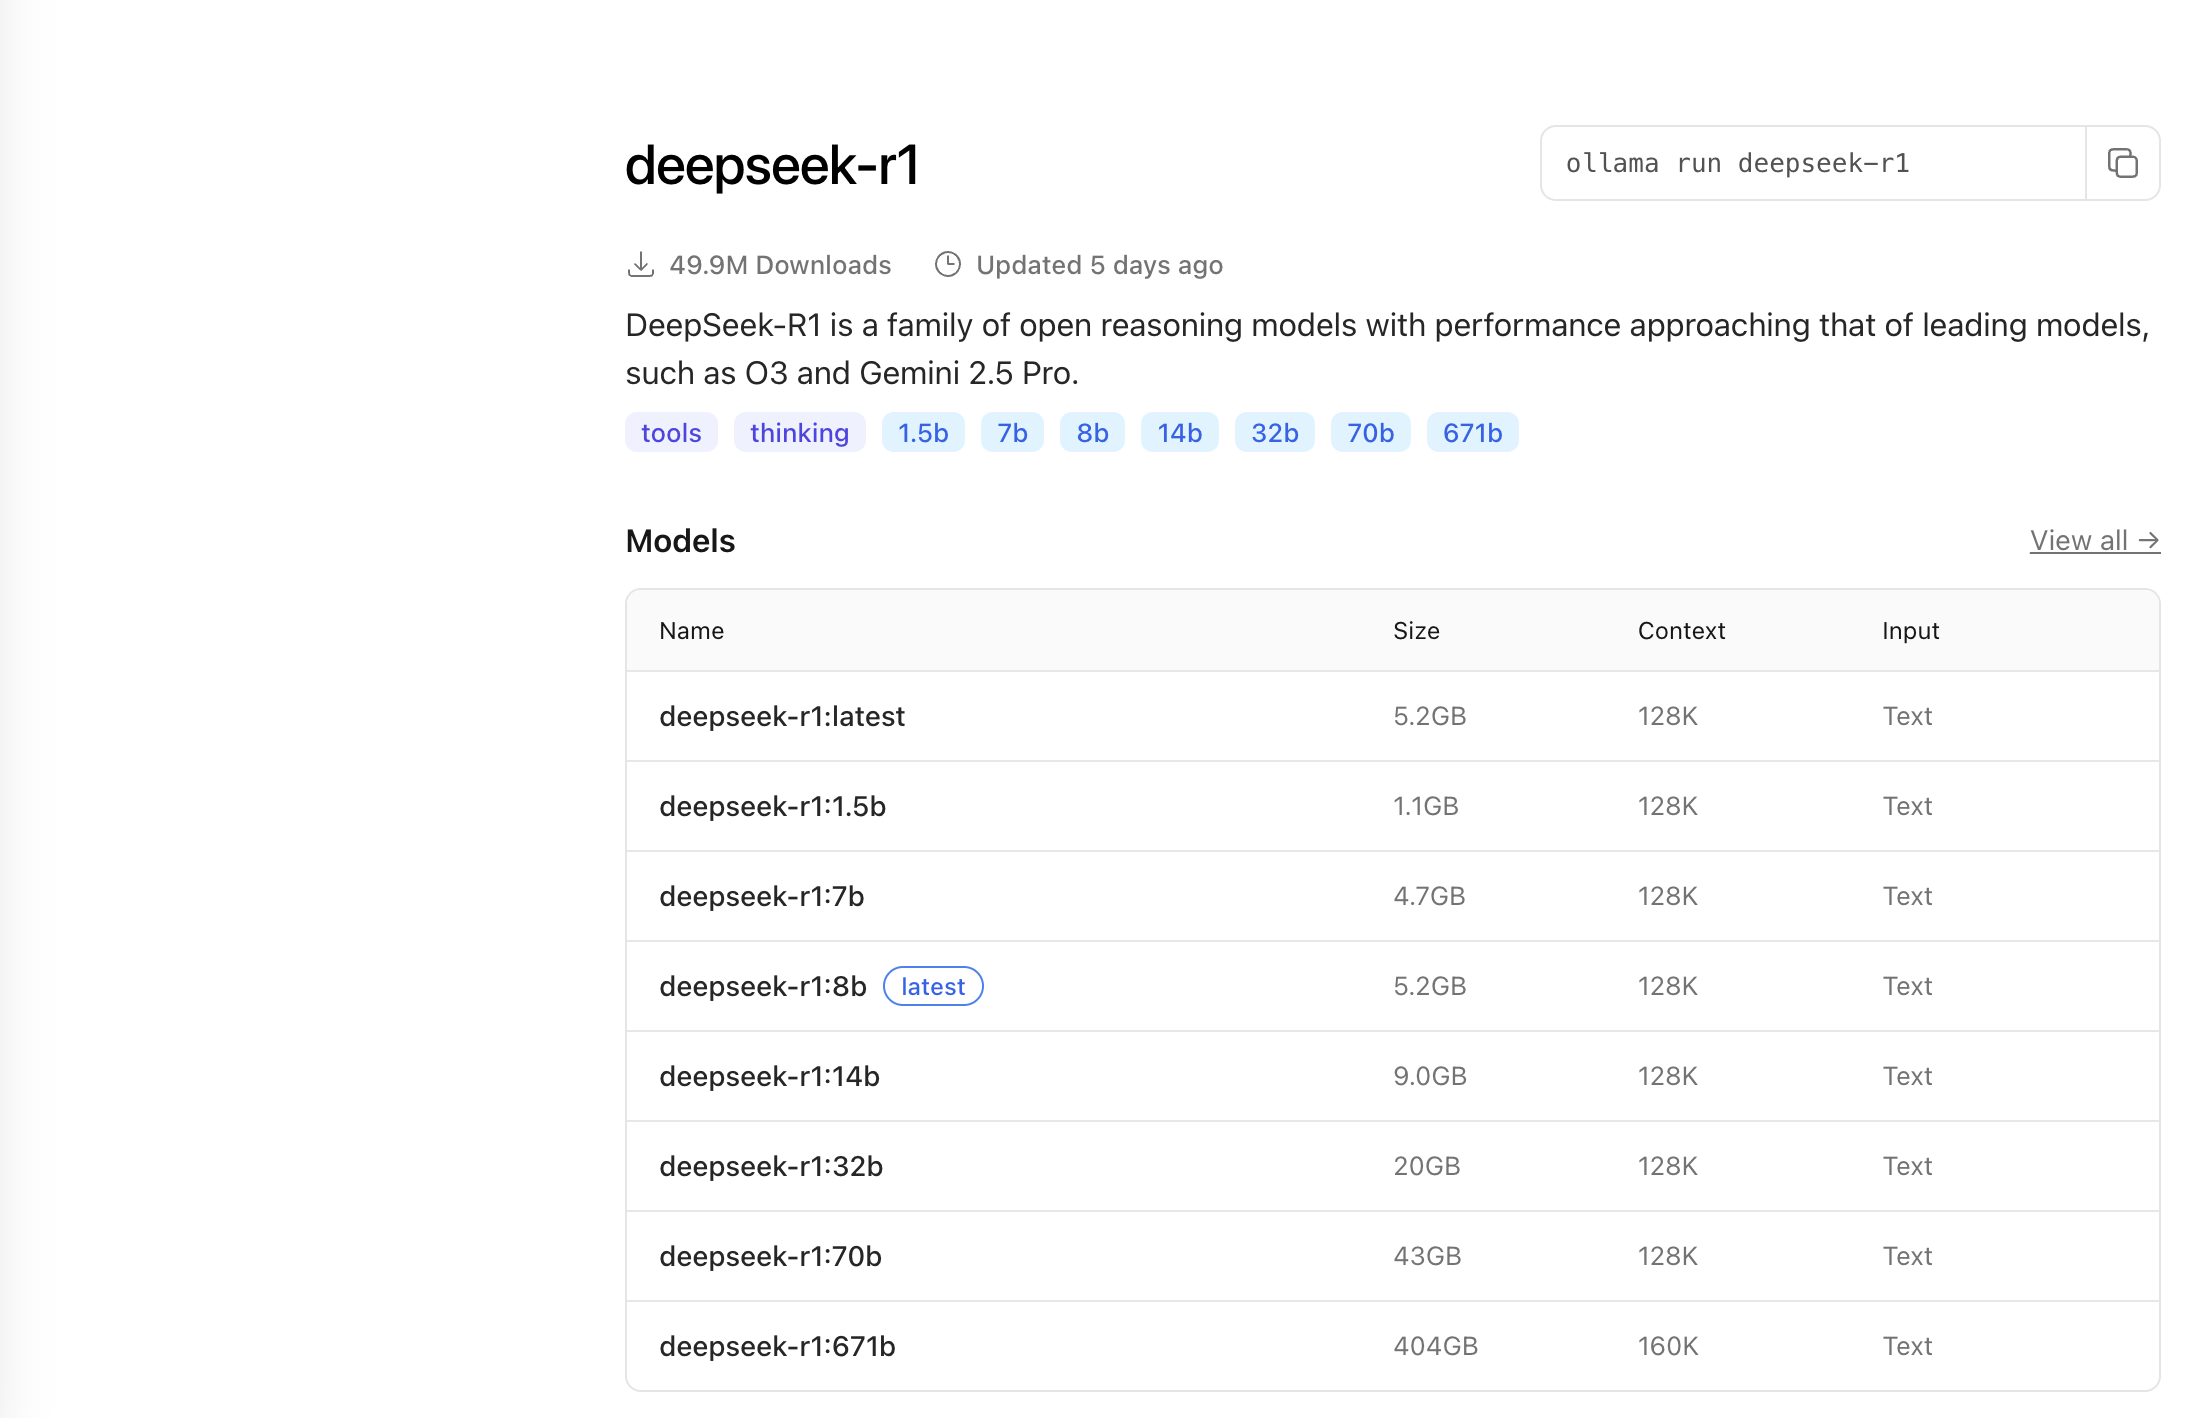 deepseek-r1
ollama run deepseek-r1
49.9M Downloads Updated 5 days ago
DeepSeek-R1 is a family of open reasoning models with performance approaching that of leading models,
such as O3 and Gemini 2.5 Pro.
tools thinking 1.5b 7b 8b 14b 32b 70b 671b
Models View all →
Name Size Context Input
deepseek-r1:latest 5.2GB 128K Text
deepseek-r1:1.5b 1.1GB 128K Text
deepseek-r1:7b 4.7GB 128K Text
deepseek-r1:8b latest 5.2GB 128K Text
deepseek-r1:14b 9.0GB 128K Text
deepseek-r1:32b 20GB 128K Text
deepseek-r1:70b 43GB 128K Text
deepseek-r1:671b 404GB 160K Text